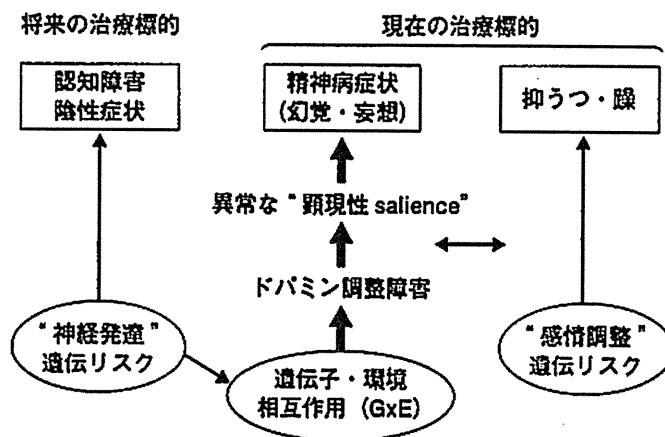 将来の治療標的
現在の治療標的
認知障害
陰性症状
精神病症状
(幻覚・妄想)
抑うつ・躁
異常な“顕現性 salience”
ドパミン調整障害
“神経発達”
遺伝リスク
遺伝子・環境
相互作用 (GxE)
“感情調整”
遺伝リスク